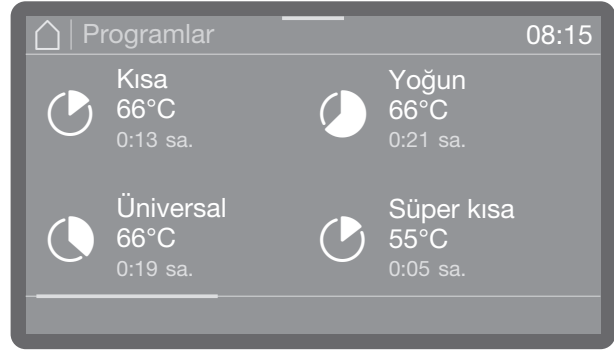 Programlar 08:15
Kısa
66°C
0:13 sa.
Yoğun
66°C
0:21 sa.
Üniversal
66°C
0:19 sa.
Süper kısa
55°C
0:05 sa.